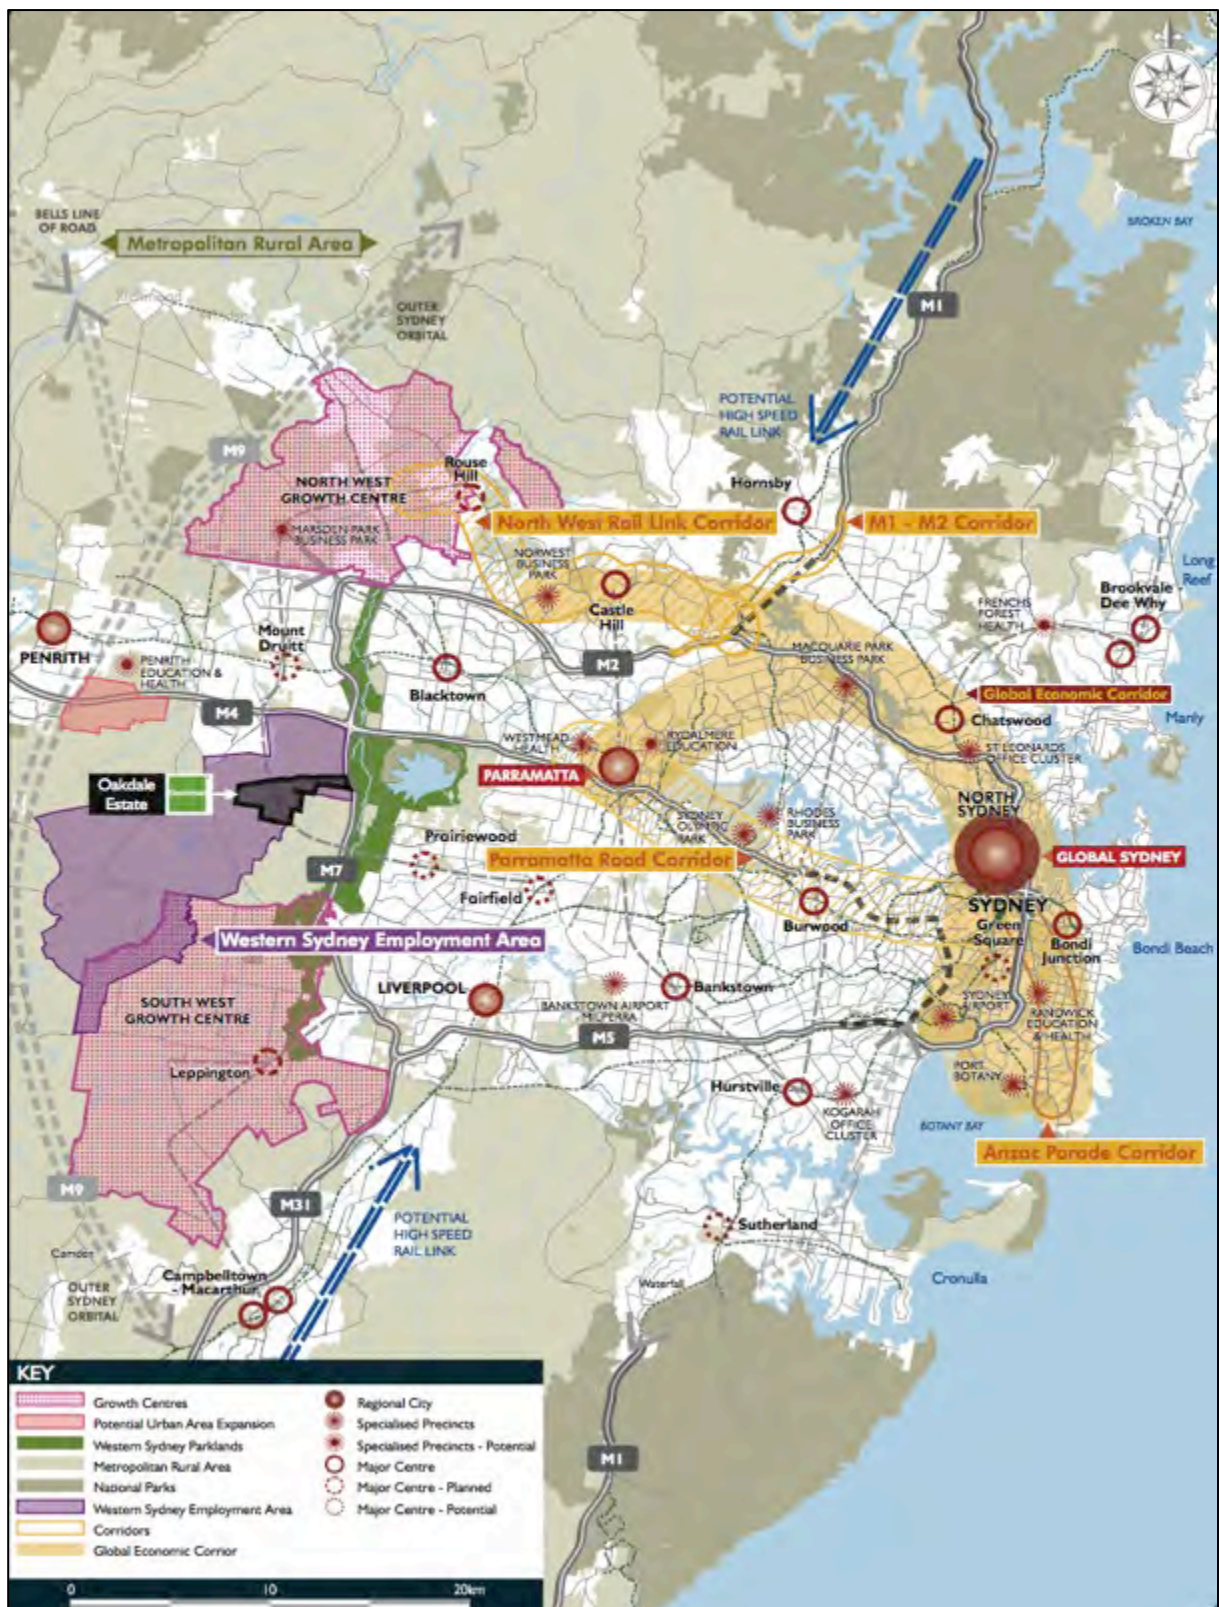 BROKEN BAY
BELLS LINE
OF ROAD
Metropolitan Rural Area
Richmond
OUTER
SYDNEY
ORBITAL
M1
POTENTIAL
HIGH SPEED
RAIL LINK
M9
Rouse
Hill
NORTH WEST
GROWTH CENTRE
Hornsby
North West Rail Link Corridor
M1 - M2 Corridor
MARSDEN PARK
BUSINESS PARK
NORWEST
BUSINESS
PARK
Long
Reef
Castle
Hill
Brookvale -
Dee Why
FRENCHS
FOREST
HEALTH
PENRITH
PENRITH
EDUCATION &
HEALTH
Mount
Druitt
Blacktown
M2
MACQUARIE PARK
BUSINESS PARK
Global Economic Corridor
Chatswood
Manly
M4
WESTMEAD
HEALTH
RYDALMERE
EDUCATION
ST LEONARDS
OFFICE CLUSTER
PARRAMATTA
Oakdale
Estate
NORTH
SYDNEY
SYDNEY
OLYMPIC
PARK
RHODES
BUSINESS
PARK
Prairiewood
Parramatta Road Corridor
GLOBAL SYDNEY
M7
Fairfield
Burwood
SYDNEY
Green
Square
Bondi
Junction
Bondi Beach
Western Sydney Employment Area
LIVERPOOL
BANKSTOWN AIRPORT
MILPERRA
Bankstown
SOUTH WEST
GROWTH CENTRE
SYDNEY
AIRPORT
RANDWICK
EDUCATION
& HEALTH
M5
Leppington
Hurstville
PORT
BOTANY
KOGARAH
OFFICE
CLUSTER
BOTANY BAY
Anzac Parade Corridor
M9
M31
POTENTIAL
HIGH SPEED
RAIL LINK
Sutherland
Camden
Campbelltown
- Macarthur
OUTER
SYDNEY
ORBITAL
Waterfall
Cronulla
M1
KEY
Growth Centres
Potential Urban Area Expansion
Western Sydney Parklands
Metropolitan Rural Area
National Parks
Western Sydney Employment Area
Corridors
Global Economic Corrior
Regional City
Specialised Precincts
Specialised Precincts - Potential
Major Centre
Major Centre - Planned
Major Centre - Potential
0 10 20km